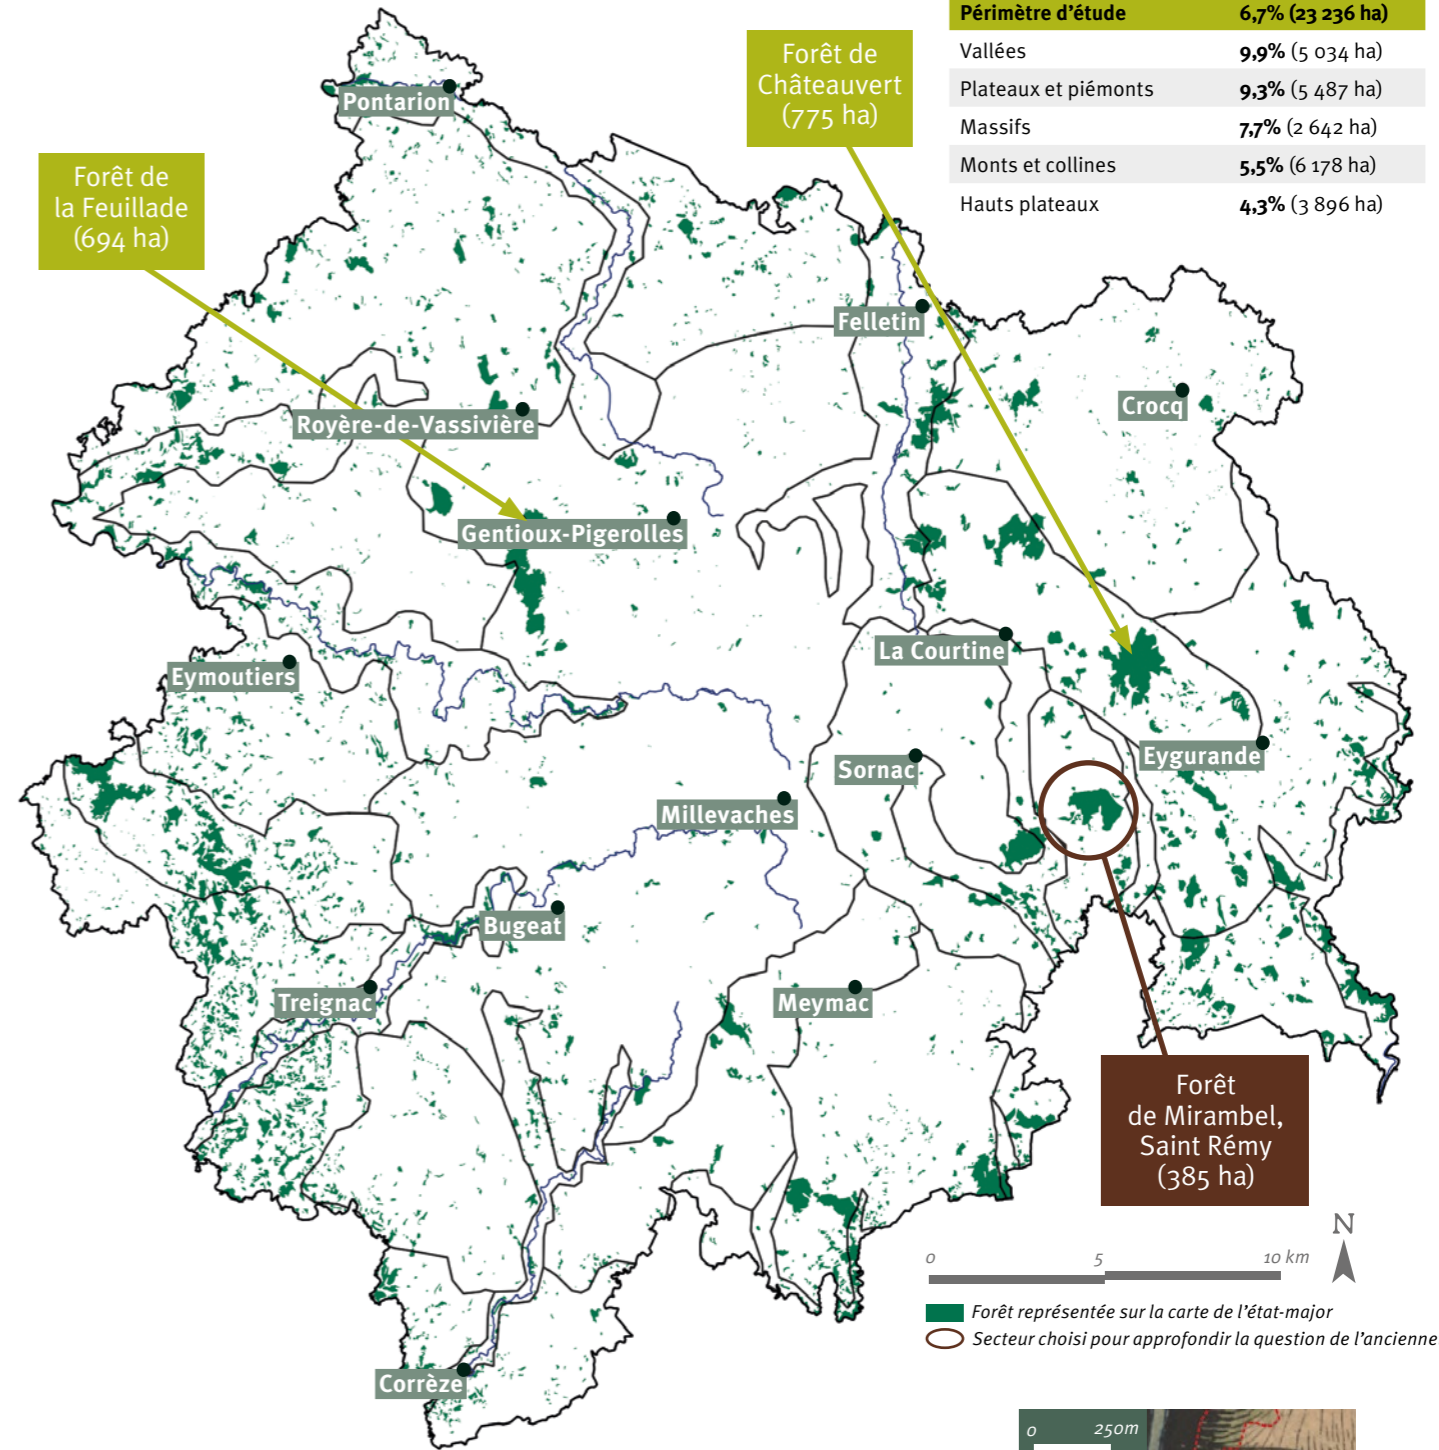 Périmètre d'étude 6,7% (23 236 ha)
Vallées 9,9% (5 034 ha)
Plateaux et piémonts 9,3% (5 487 ha)
Massifs 7,7% (2 642 ha)
Monts et collines 5,5% (6 178 ha)
Hauts plateaux 4,3% (3 896 ha)
Forêt de
Châteauvert
(775 ha)
Forêt de
la Feuillade
(694 ha)
Pontarion
Felletin
Crocq
Royère-de-Vassivière
Gentioux-Pigerolles
La Courtine
Eymoutiers
Eygurande
Sornac
Millevaches
Bugeat
Treignac
Meymac
Corrèze
Forêt
de Mirambel,
Saint Rémy
(385 ha)
N
0 5 10 km
Forêt représentée sur la carte de l'état-major
Secteur choisi pour approfondir la question de l'ancienne
0 250m